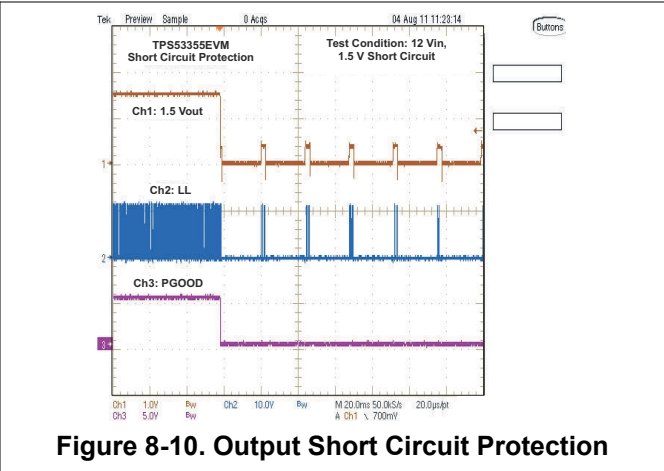 Tek Preview Sample 0 Acqs 04 Aug 11 11:23:14
Buttons
TPS53355EVM
Short Circuit Protection
Test Condition: 12 Vin,
1.5 V Short Circuit
Ch1: 1.5 Vout
1
Ch2: LL
2
Ch3: PGOOD
3
Ch1 1.0V Bw Ch2 10.0V Bw M 20.0ms 50.0kS/s 20.0µs/pt
Ch3 5.0V Bw A Ch1 \ 700mV
Figure 8-10. Output Short Circuit Protection